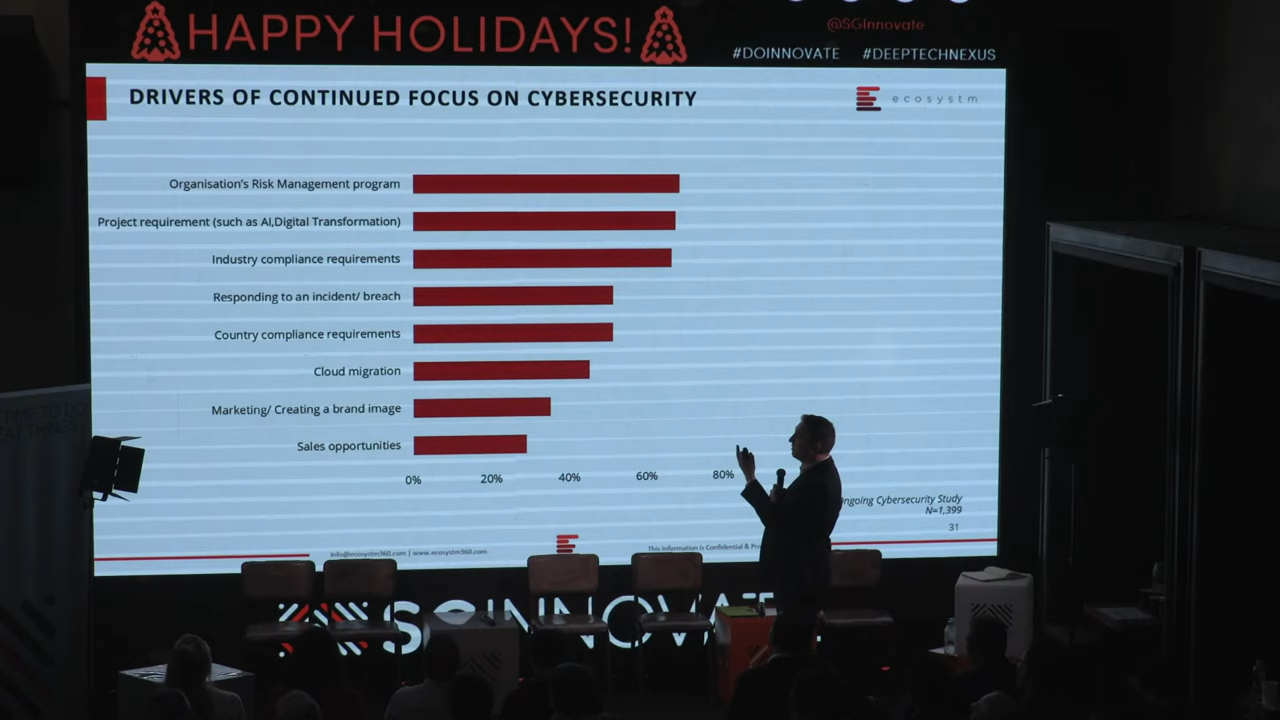 HAPPY HOLIDAYS!
@SGInnovate
#DOINNOVATE #DEEPTECHNEXUS
DRIVERS OF CONTINUED FOCUS ON CYBERSECURITY
ecosystm
Organisation's Risk Management program
Project requirement (such as AI,Digital Transformation)
Industry compliance requirements
Responding to an incident/ breach
Country compliance requirements
Cloud migration
Marketing/ Creating a brand image
Sales opportunities
0% 20% 40% 60% 80%
Ongoing Cybersecurity Study
N=1,399
31
info@ecosystm360.com | www.ecosystm360.com
This Information is Confidential &
SGINNOVAT